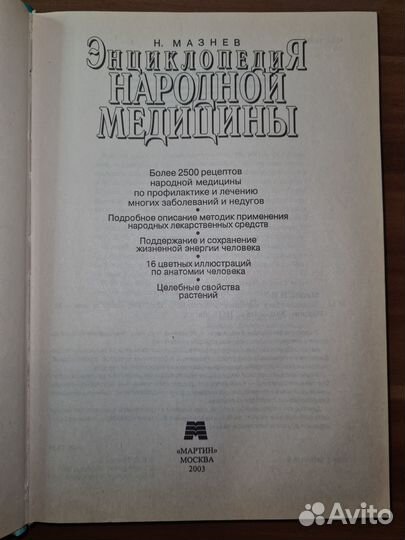 Н. МАЗНЕВ
ЭНЦИКЛОПЕДИЯ
НАРОДНОЙ
МЕДИЦИНЫ
Более 2500 рецептов
народной медицины
по профилактике и лечению
многих заболеваний и недугов
•
Подробное описание методик применения
народных лекарственных средств
•
Поддержание и сохранение
жизненной энергии человека
•
16 цветных иллюстраций
по анатомии человека
•
Целебные свойства
растений
«МАРТИН»
МОСКВА
2003
Avito